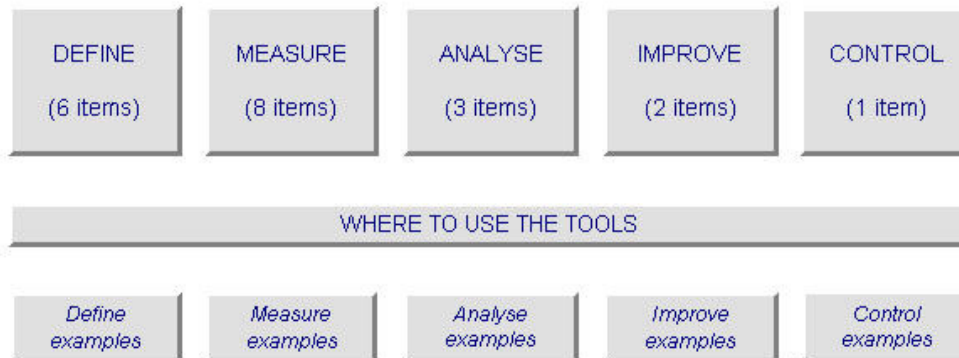 DEFINE
(6 items)
MEASURE
(8 items)
ANALYSE
(3 items)
IMPROVE
(2 items)
CONTROL
(1 item)
WHERE TO USE THE TOOLS
Define
examples
Measure
examples
Analyse
examples
Improve
examples
Control
examples